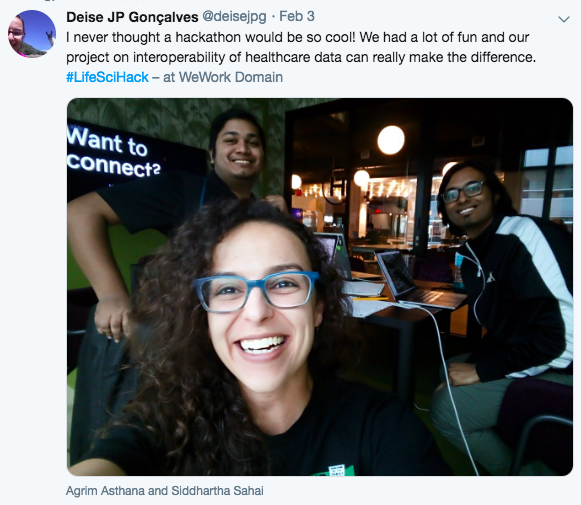 Deise JP Gonçalves @deisejpg · Feb 3
I never thought a hackathon would be so cool! We had a lot of fun and our
project on interoperability of healthcare data can really make the difference.
#LifeSciHack – at WeWork Domain
Want to
connect?
Agrim Asthana and Siddhartha Sahai